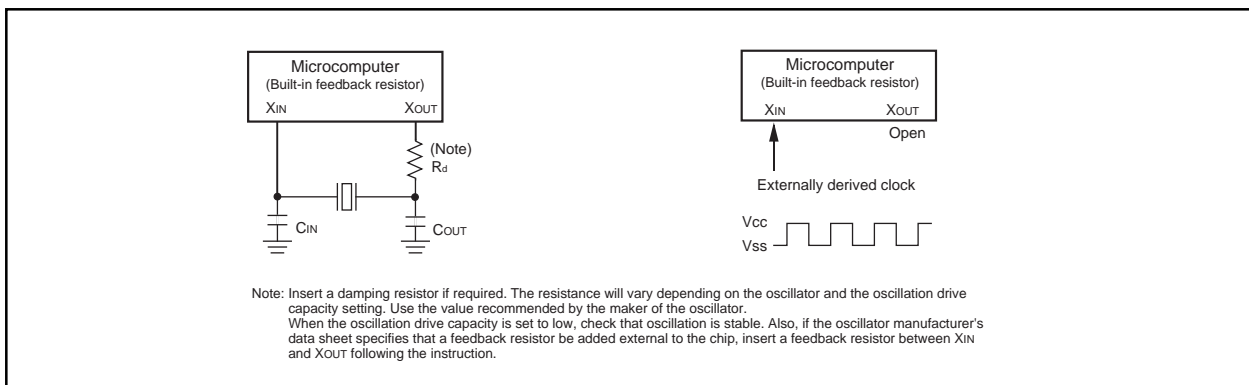 Microcomputer
(Built-in feedback resistor)
XIN XOUT
(Note)
Rd
CIN COUT
Microcomputer
(Built-in feedback resistor)
XIN XOUT
Open
Externally derived clock
Vcc
Vss
Note: Insert a damping resistor if required. The resistance will vary depending on the oscillator and the oscillation drive
capacity setting. Use the value recommended by the maker of the oscillator.
When the oscillation drive capacity is set to low, check that oscillation is stable. Also, if the oscillator manufacturer's
data sheet specifies that a feedback resistor be added external to the chip, insert a feedback resistor between XIN
and XOUT following the instruction.